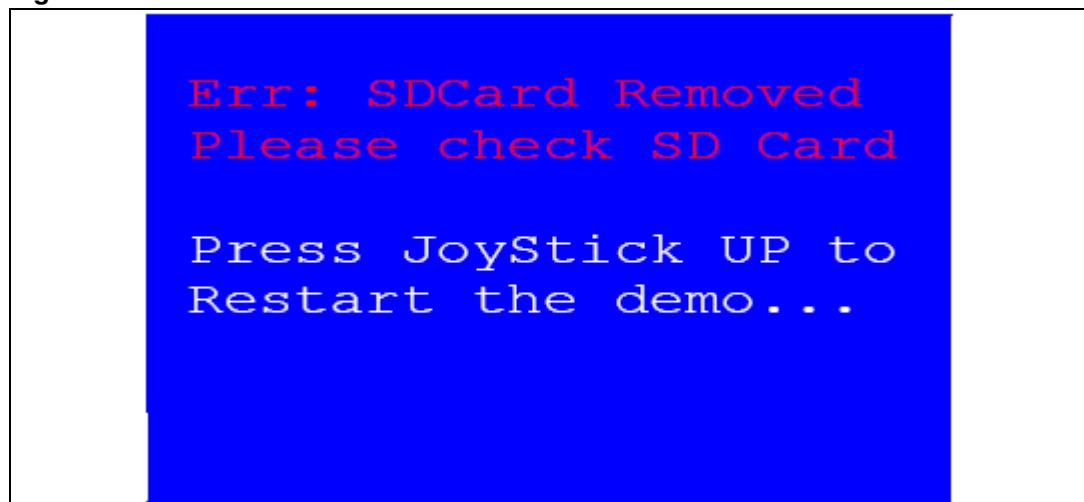 Err: SDCard Removed
Please check SD Card
Press JoyStick UP to
Restart the demo...